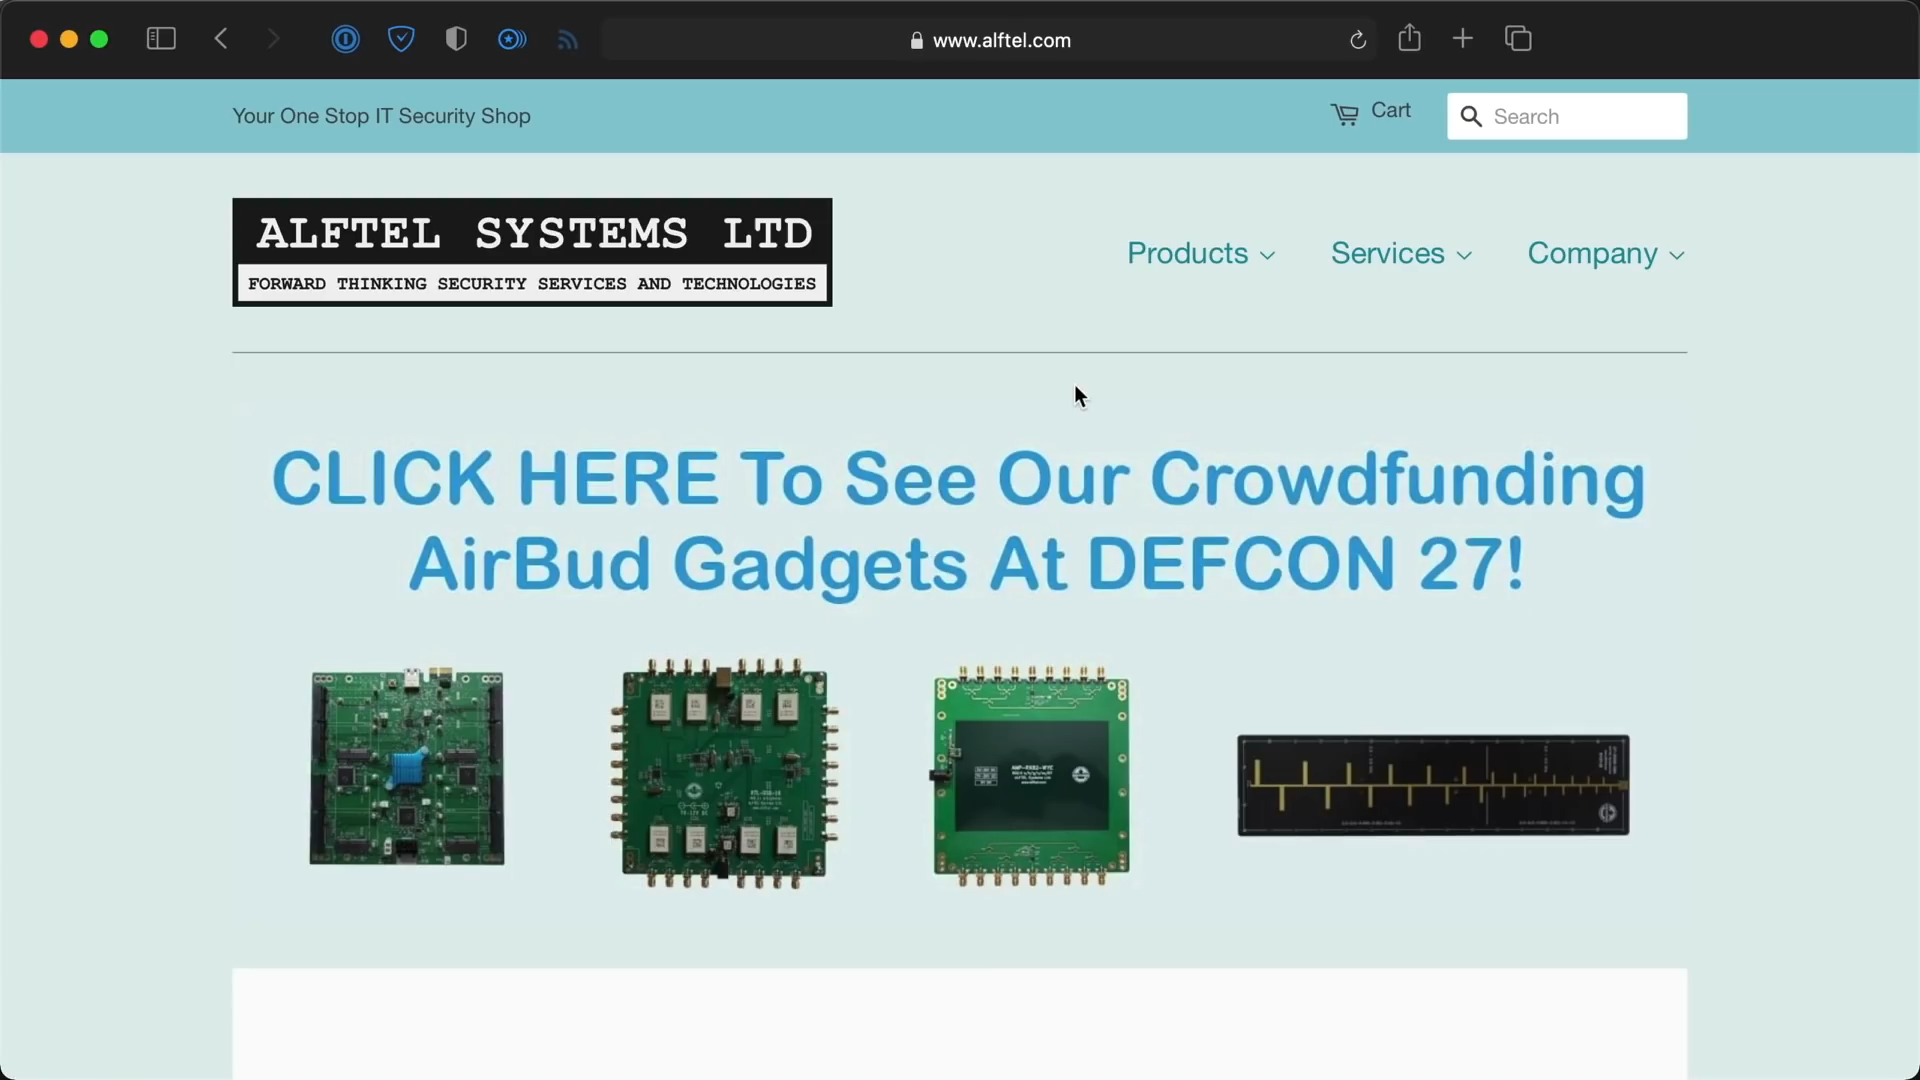 www.alftel.com
Your One Stop IT Security Shop
Cart
Search
ALFTEL SYSTEMS LTD
FORWARD THINKING SECURITY SERVICES AND TECHNOLOGIES
Products
Services
Company
CLICK HERE To See Our Crowdfunding
AirBud Gadgets At DEFCON 27!